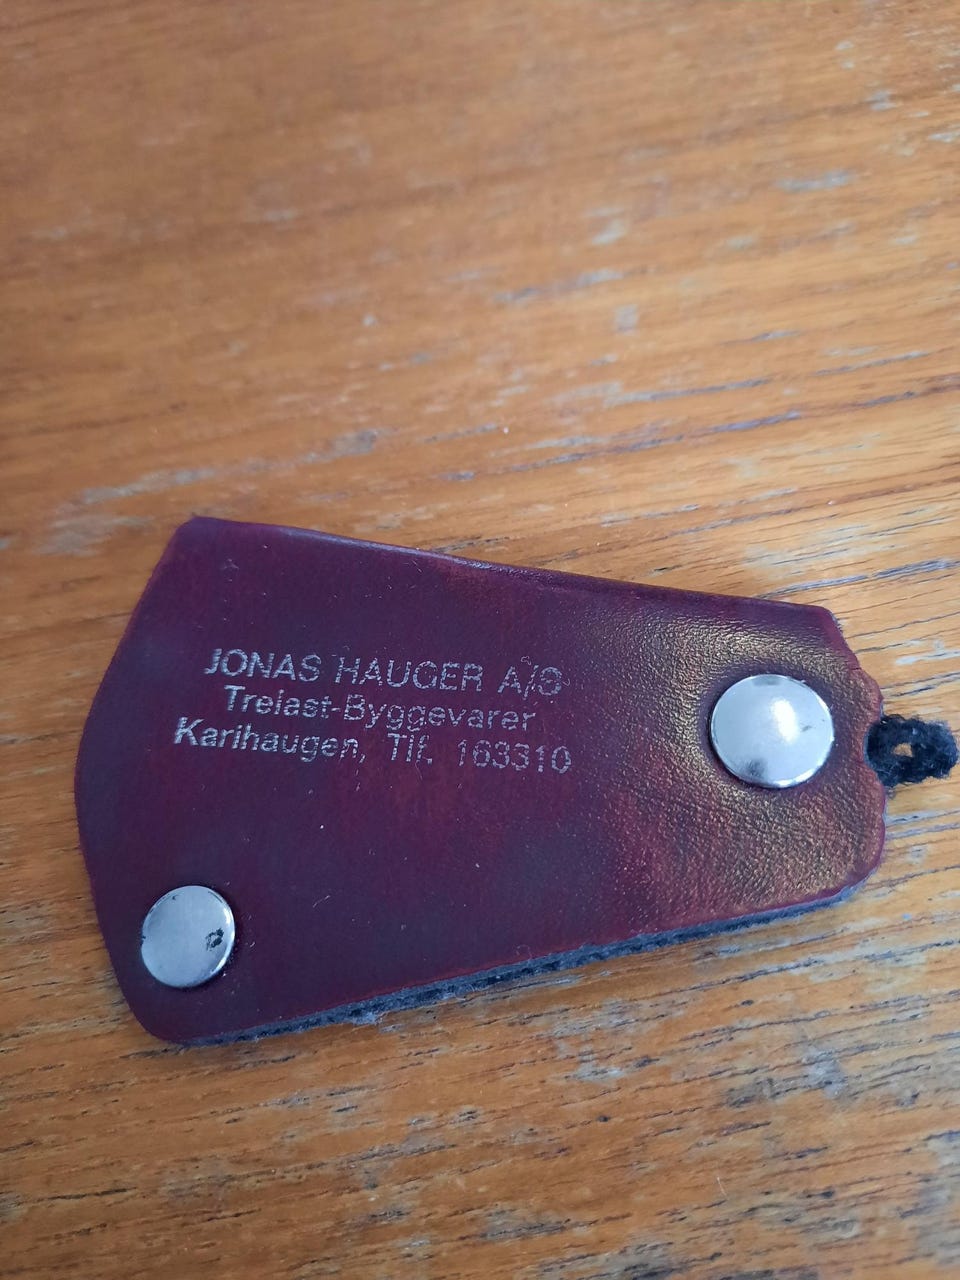 JONAS HAUGER A/S
Trelast-Byggevarer
Karihaugen, Tlf. 163310